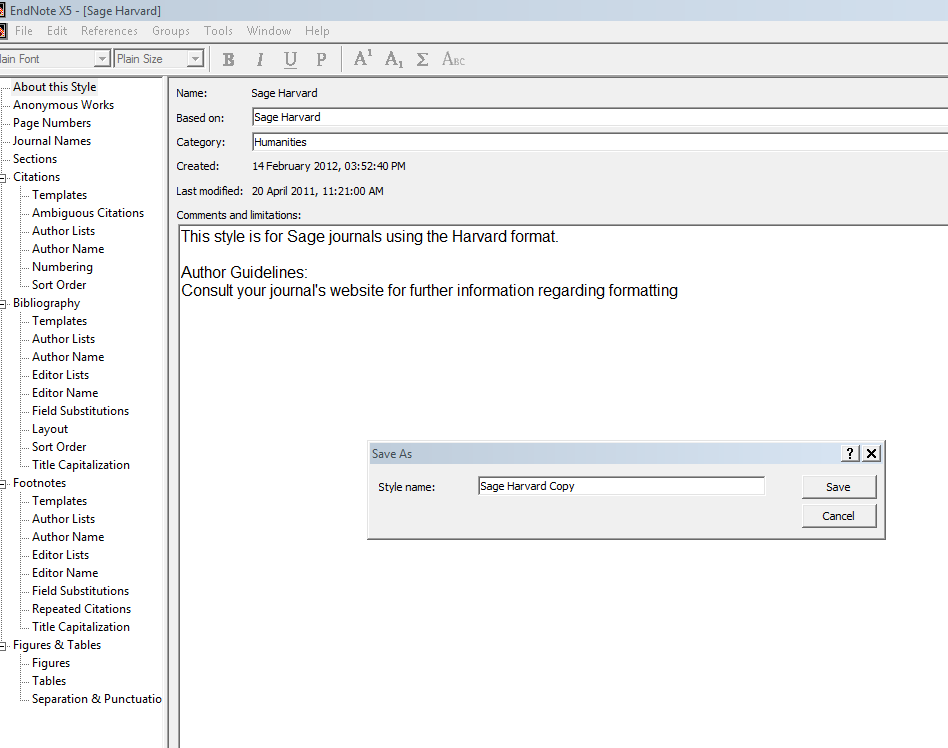 EndNote X5 - [Sage Harvard]
File Edit References Groups Tools Window Help
ain Font Plain Size B I U P A1 A1 Σ ABC
About this Style
Anonymous Works
Page Numbers
Journal Names
Sections
Citations
Templates
Ambiguous Citations
Author Lists
Author Name
Numbering
Sort Order
Bibliography
Templates
Author Lists
Author Name
Editor Lists
Editor Name
Field Substitutions
Layout
Sort Order
Title Capitalization
Footnotes
Templates
Author Lists
Author Name
Editor Lists
Editor Name
Field Substitutions
Repeated Citations
Title Capitalization
Figures & Tables
Figures
Tables
Separation & Punctuatio
Name: Sage Harvard
Based on: Sage Harvard
Category: Humanities
Created: 14 February 2012, 03:52:40 PM
Last modified: 20 April 2011, 11:21:00 AM
Comments and limitations:
This style is for Sage journals using the Harvard format.
Author Guidelines:
Consult your journal's website for further information regarding formatting
Save As ?
Style name: Sage Harvard Copy Save
Cancel